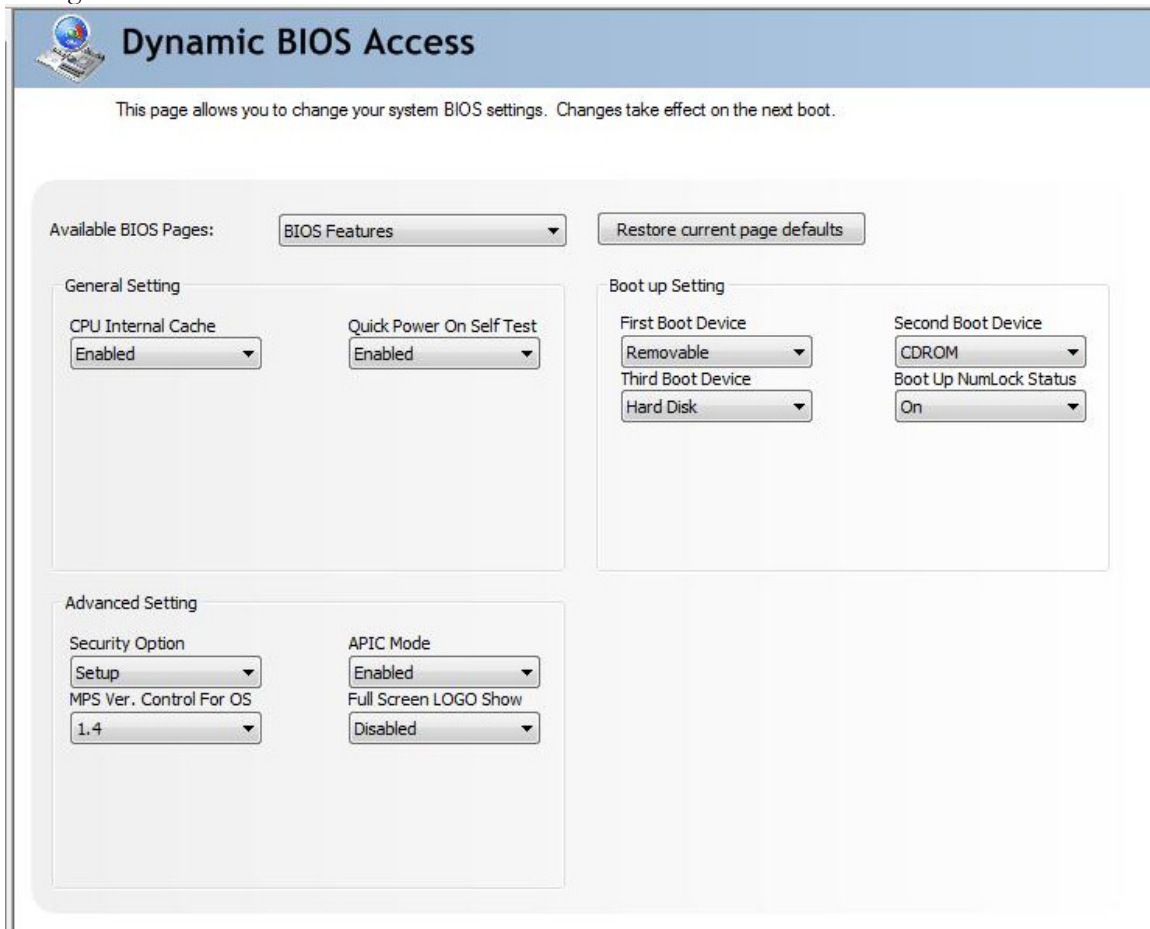 Dynamic BIOS Access
This page allows you to change your system BIOS settings. Changes take effect on the next boot.
Available BIOS Pages:
BIOS Features
Restore current page defaults
General Setting
CPU Internal Cache
Quick Power On Self Test
Enabled
Enabled
Boot up Setting
First Boot Device
Second Boot Device
Removable
CDROM
Third Boot Device
Boot Up NumLock Status
Hard Disk
On
Advanced Setting
Security Option
APIC Mode
Setup
Enabled
MPS Ver. Control For OS
Full Screen LOGO Show
1.4
Disabled